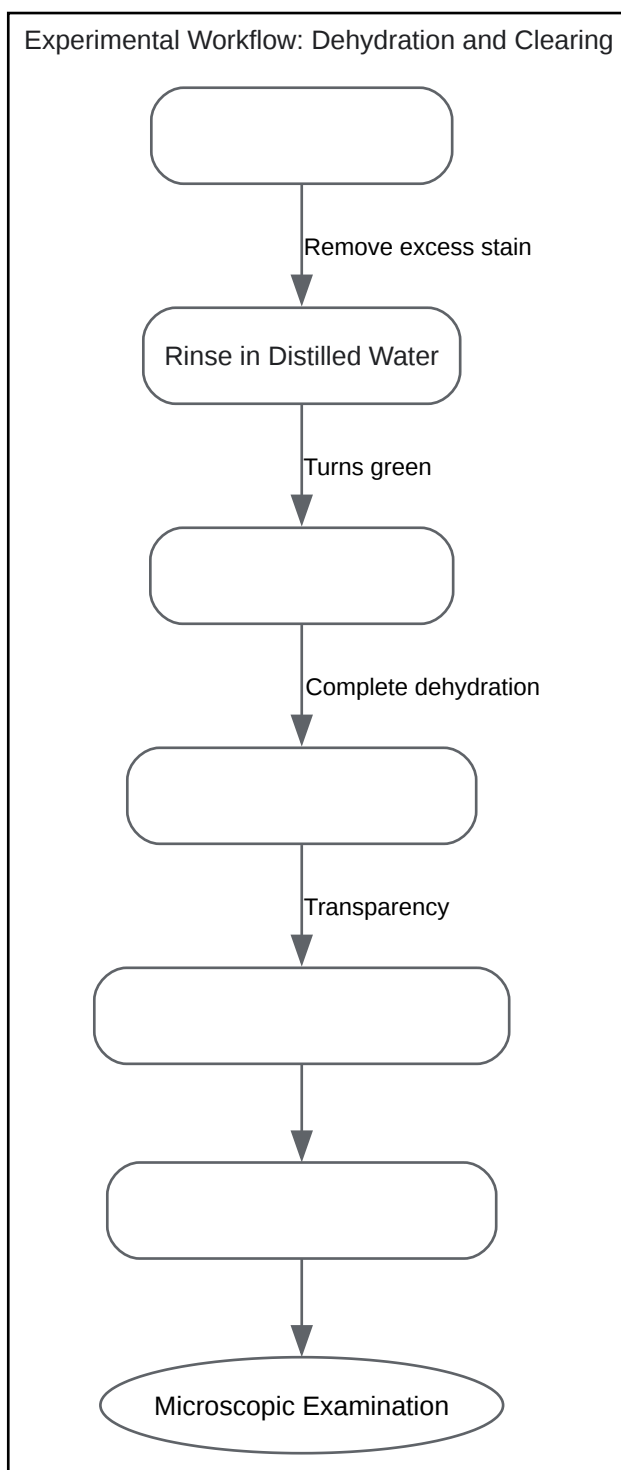 Experimental Workflow: Dehydration and Clearing
Remove excess stain
Rinse in Distilled Water
Turns green
Complete dehydration
Transparency
Microscopic Examination